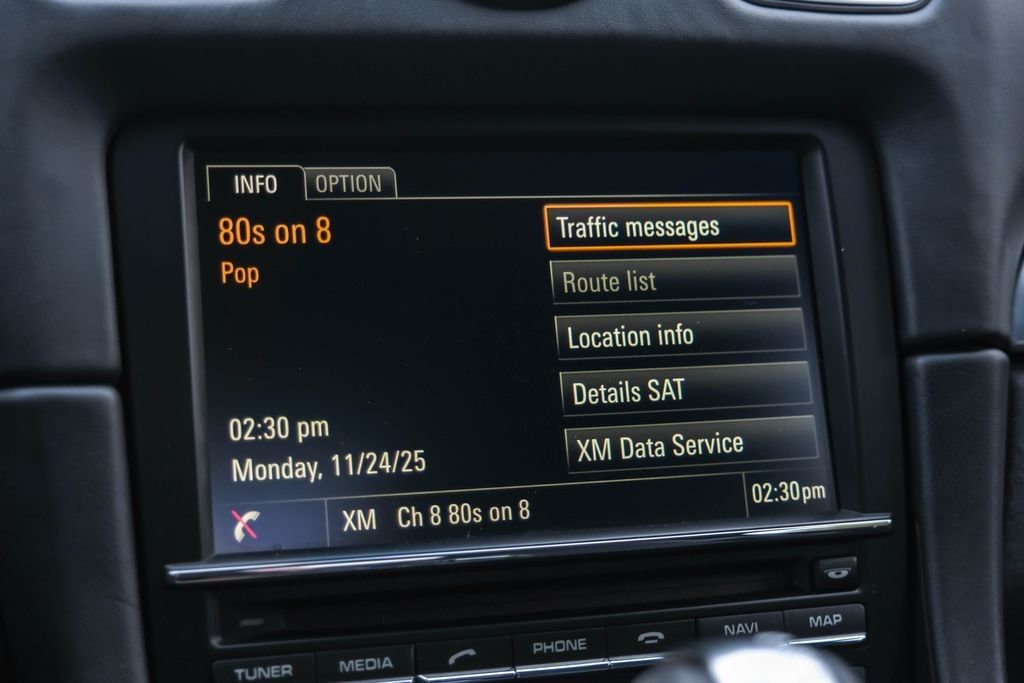 INFO OPTION
80s on 8
Pop
Traffic messages
Route list
Location info
Details SAT
XM Data Service
02:30 pm
Monday, 11/24/25
XM Ch 8 80s on 8
02:30pm
TUNER MEDIA PHONE NAVI MAP